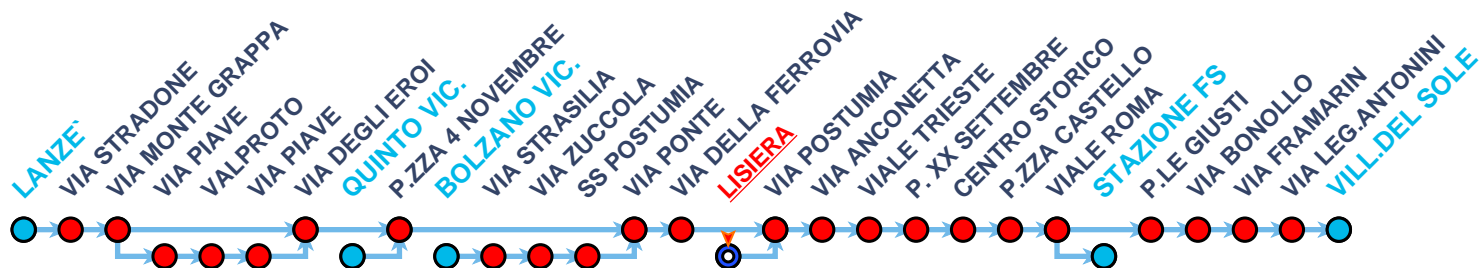 LANZE`
VIA STRADONE
VIA MONTE GRAPPA
VIA PIAVE
VALPROTO
VIA PIAVE
VIA DEGLI EROI
QUINTO VIC.
P.ZZA 4 NOVEMBRE
BOLZANO VIC.
VIA STRASILIA
VIA ZUCCOLA
SS POSTUMIA
VIA PONTE
VIA DELLA FERROVIA
LISIERA
VIA POSTUMIA
VIA ANCONETTA
VIALE TRIESTE
P. XX SETTEMBRE
CENTRO STORICO
P.ZZA CASTELLO
VIALE ROMA
STAZIONE FS
P.LE GIUSTI
VIA BONOLLO
VIA FRAMARIN
VIA LEG.ANTONINI
VILL.DEL SOLE